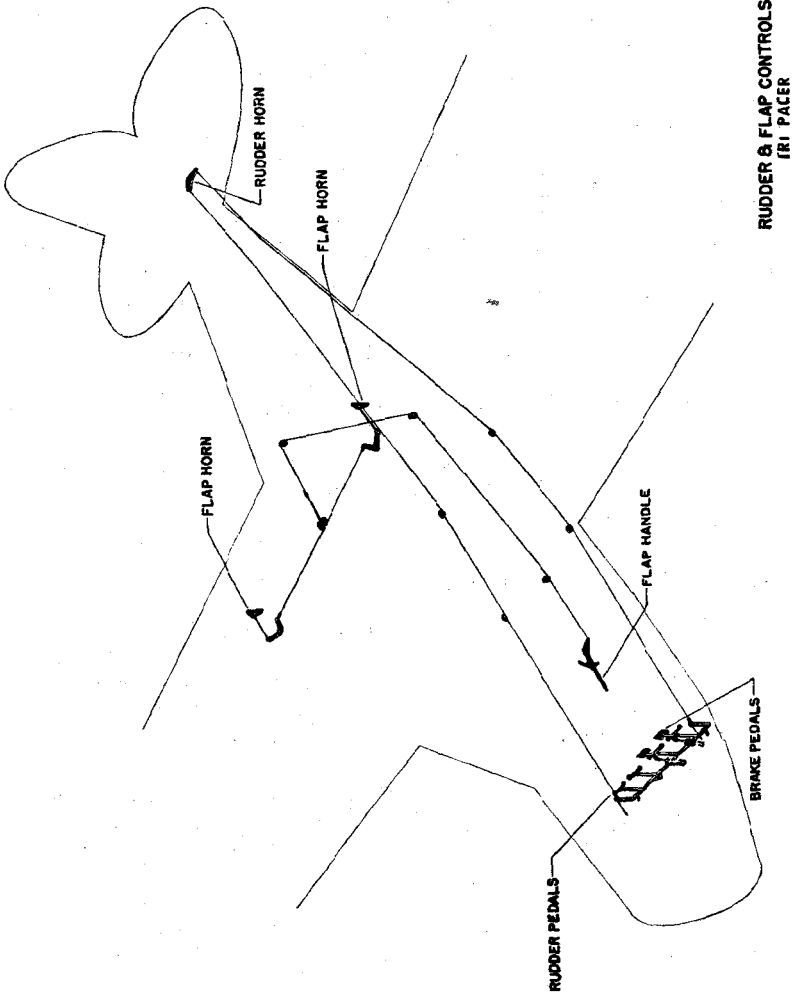 RUDDER HORN
FLAP HORN
FLAP HORN
FLAP HANDLE
RUDDER PEDALS
BRAKE PEDALS
RUDDER & FLAP CONTROLS
TRI PACER